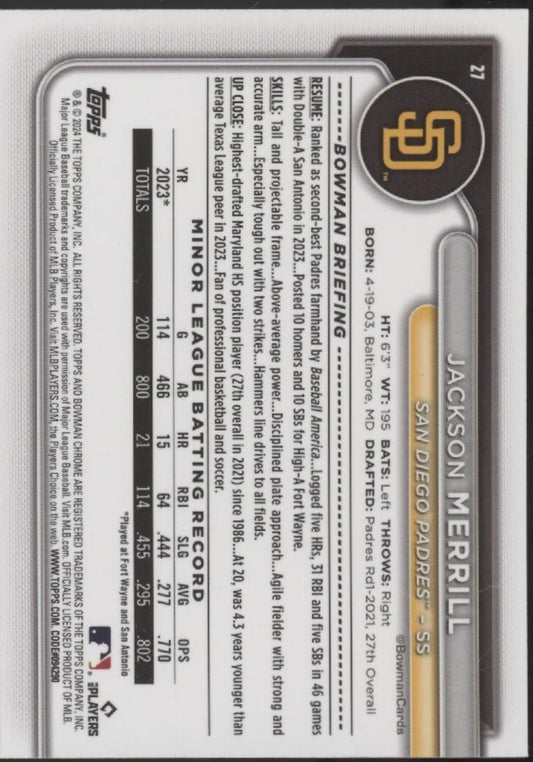 27
JACKSON MERRILL
SAN DIEGO PADRES™ – SS
@BowmanCards
SD™
HT: 6'3" WT: 195 BATS: Left THROWS: Right
BORN: 4-19-03, Baltimore, MD DRAFTED: Padres Rd1-2021, 27th Overall
BOWMAN BRIEFING
RESUME: Ranked as second-best Padres farmhand by Baseball America...Logged five HRs, 31 RBI and five SBs in 46 games
with Double-A San Antonio in 2023...Posted 10 homers and 10 SBs for High-A Fort Wayne.
SKILLS: Tall and projectable frame...Above-average power...Disciplined plate approach...Agile fielder with strong and
accurate arm...Especially tough out with two strikes...Hammers line drives to all fields.
UP CLOSE: Highest-drafted Maryland HS position player (27th overall in 2021) since 1986...At 20, was 4.3 years younger than
average Texas League peer in 2023...Fan of professional basketball and soccer.
MINOR LEAGUE BATTING RECORD
YR G AB HR RBI SLG AVG OPS
2023* 114 466 15 64 .444 .277 .770
TOTALS 200 800 21 114 .455 .295 .802
*Played at Fort Wayne and San Antonio
topps®
MLB PLAYERS
® & © 2024 THE TOPPS COMPANY, INC. ALL RIGHTS RESERVED. TOPPS AND BOWMAN CHROME ARE REGISTERED TRADEMARKS OF THE TOPPS COMPANY, INC.
Major League Baseball trademarks and copyrights are used with permission of Major League Baseball. Visit MLB.com. OFFICIALLY LICENSED PRODUCT OF MLB
Officially Licensed Product of MLB Players, Inc. Visit MLBPLAYERS.COM, the Players Choice on the web. WWW.TOPPS.COM. CODE#094290